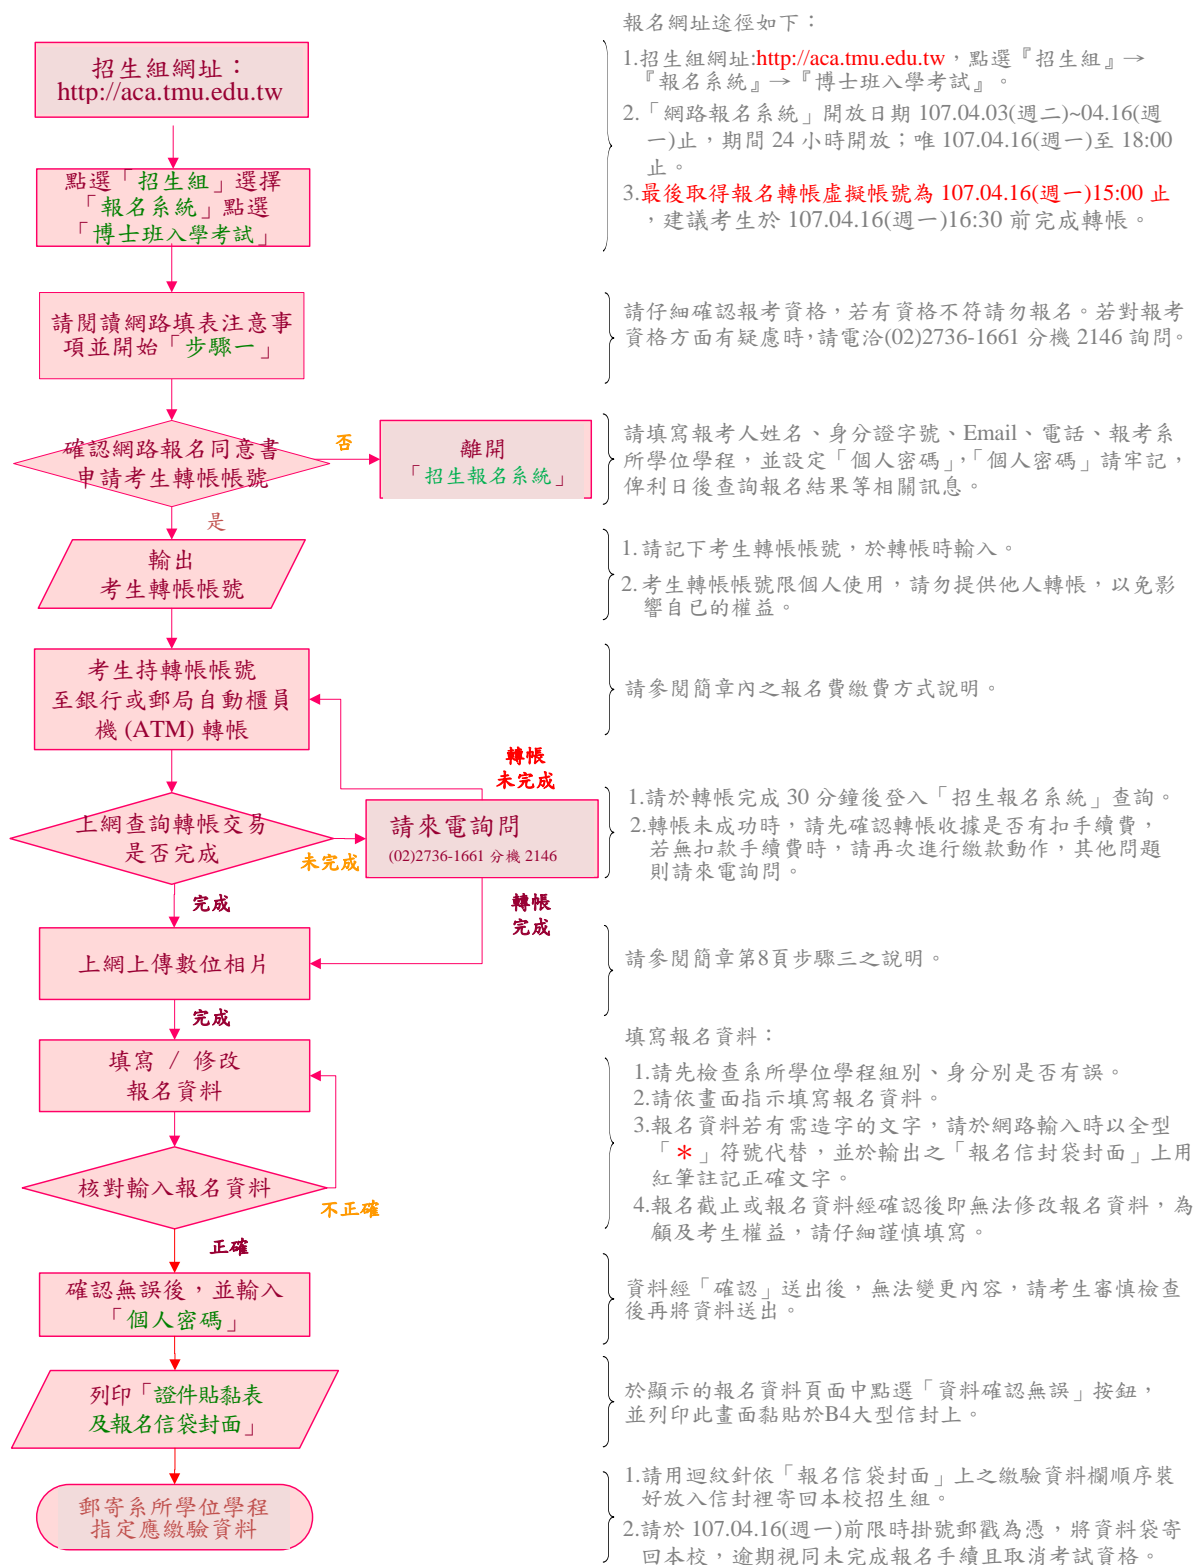 招生組網址：
http://aca.tmu.edu.tw
報名網址途徑如下：
1.招生組網址:http://aca.tmu.edu.tw，點選『招生組』→
『報名系統』→『博士班入學考試』。
2.「網路報名系統」開放日期 107.04.03(週二)~04.16(週
一)止，期間 24 小時開放；唯 107.04.16(週一)至 18:00
止。
3.最後取得報名轉帳虛擬帳號為 107.04.16(週一)15:00 止
，建議考生於 107.04.16(週一)16:30 前完成轉帳。
點選「招生組」選擇
「報名系統」點選
「博士班入學考試」
請閱讀網路填表注意事
項並開始「步驟一」
請仔細確認報考資格，若有資格不符請勿報名。若對報考
資格方面有疑慮時，請電洽(02)2736-1661 分機 2146 詢問。
確認網路報名同意書
申請考生轉帳帳號
否
離開
「招生報名系統」
請填寫報考人姓名、身分證字號、Email、電話、報考系
所學位學程，並設定「個人密碼」，「個人密碼」請牢記，
俾利日後查詢報名結果等相關訊息。
是
輸出
考生轉帳帳號
1.請記下考生轉帳帳號，於轉帳時輸入。
2.考生轉帳帳號限個人使用，請勿提供他人轉帳，以免影
響自已的權益。
考生持轉帳帳號
至銀行或郵局自動櫃員
機 (ATM) 轉帳
請參閱簡章內之報名費繳費方式說明。
轉帳
未完成
上網查詢轉帳交易
是否完成
未完成
請來電詢問
(02)2736-1661 分機 2146
1.請於轉帳完成 30 分鐘後登入「招生報名系統」查詢。
2.轉帳未成功時，請先確認轉帳收據是否有扣手續費，
若無扣款手續費時，請再次進行繳款動作，其他問題
則請來電詢問。
完成
轉帳
完成
上網上傳數位相片
請參閱簡章第8頁步驟三之說明。
完成
填寫 / 修改
報名資料
填寫報名資料：
1.請先檢查系所學位學程組別、身分別是否有誤。
2.請依畫面指示填寫報名資料。
3.報名資料若有需造字的文字，請於網路輸入時以全型
「＊」符號代替，並於輸出之「報名信封袋封面」上用
紅筆註記正確文字。
4.報名截止或報名資料經確認後即無法修改報名資料，為
顧及考生權益，請仔細謹慎填寫。
核對輸入報名資料
不正確
正確
確認無誤後，並輸入
「個人密碼」
資料經「確認」送出後，無法變更內容，請考生審慎檢查
後再將資料送出。
列印「證件貼黏表
及報名信袋封面」
於顯示的報名資料頁面中點選「資料確認無誤」按鈕，
並列印此畫面黏貼於B4大型信封上。
郵寄系所學位學程
指定應繳驗資料
1.請用迴紋針依「報名信袋封面」上之繳驗資料欄順序裝
好放入信封裡寄回本校招生組。
2.請於 107.04.16(週一)前限時掛號郵戳為憑，將資料袋寄
回本校，逾期視同未完成報名手續且取消考試資格。